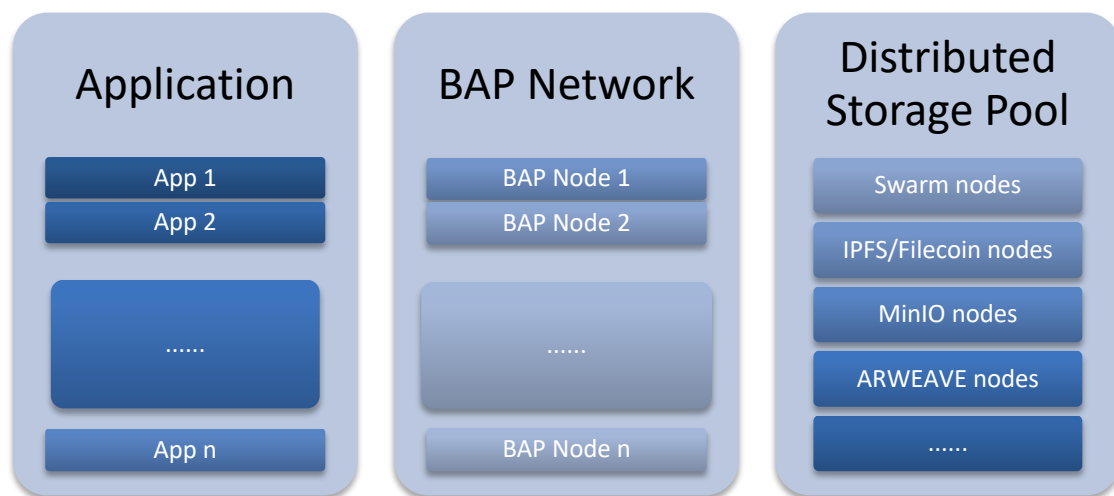 Application
App 1
App 2
......
App n
BAP Network
BAP Node 1
BAP Node 2
......
BAP Node n
Distributed
Storage Pool
Swarm nodes
IPFS/Filecoin nodes
MinIO nodes
ARWEAVE nodes
......